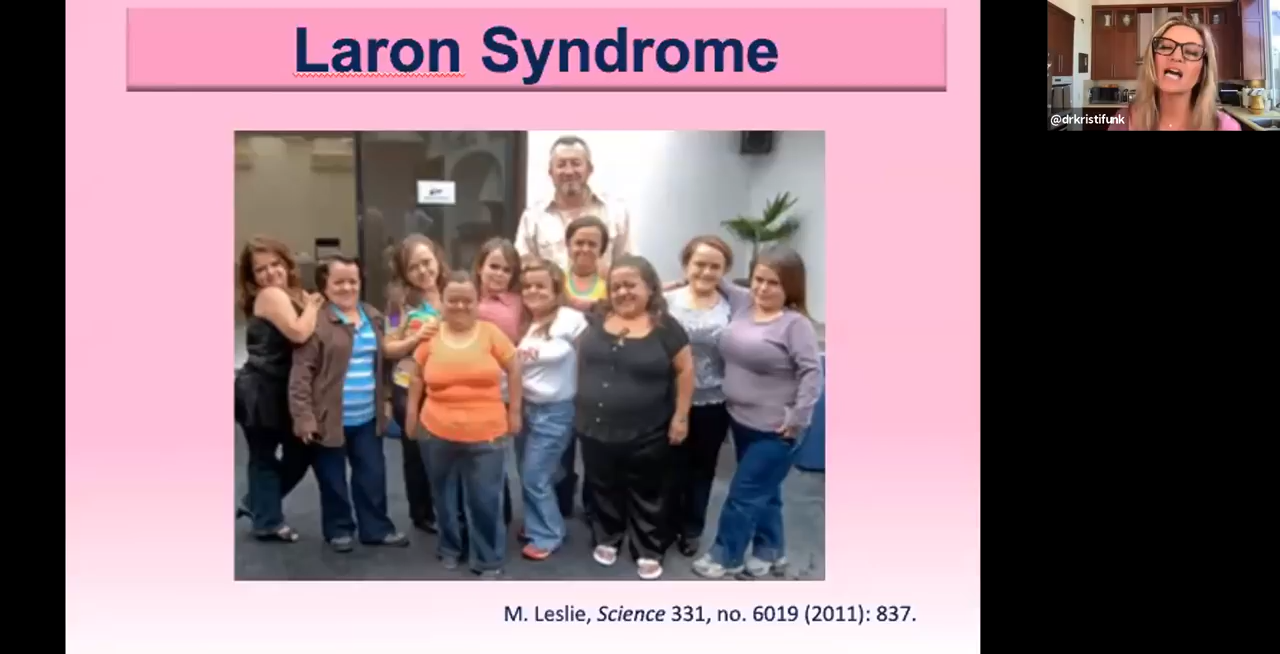 Laron Syndrome
@drkristifunk
M. Leslie, Science 331, no. 6019 (2011): 837.